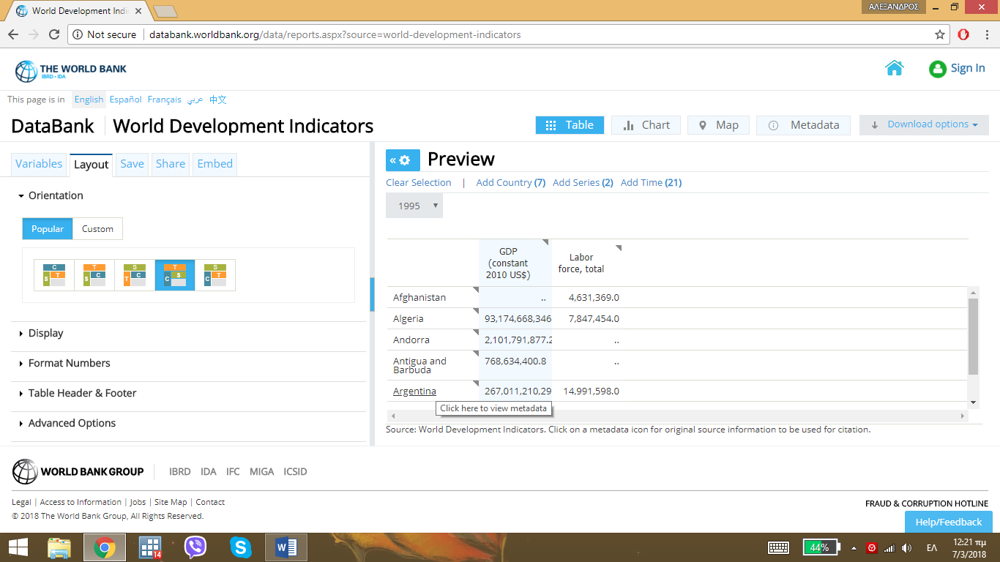 World Development Indi
ΑΛΕΞΑΝΔΡΟΣ
Not secure | databank.worldbank.org/data/reports.aspx?source=world-development-indicators
THE WORLD BANK
IBRD • IDA
Sign In
This page is in English Español Français عربي 中文
DataBank World Development Indicators
Table Chart Map Metadata Download options
Variables Layout Save Share Embed
Orientation
Popular Custom
C T S T S
S T S C T S C S C T
Display
Format Numbers
Table Header & Footer
Advanced Options
« Preview
Clear Selection | Add Country (7) Add Series (2) Add Time (21)
1995
GDP (constant 2010 US$)
Labor force, total
Afghanistan .. 4,631,369.0
Algeria 93,174,668,346 7,847,454.0
Andorra 2,101,791,877.2 ..
Antigua and Barbuda 768,634,400.8 ..
Argentina 267,011,210,29 14,991,598.0
Click here to view metadata
Source: World Development Indicators. Click on a metadata icon for original source information to be used for citation.
WORLD BANK GROUP IBRD IDA IFC MIGA ICSID
Legal | Access to Information | Jobs | Site Map | Contact
© 2018 The World Bank Group, All Rights Reserved.
FRAUD & CORRUPTION HOTLINE
Help/Feedback
14
44%
ΕΛ
12:21 πμ
7/3/2018